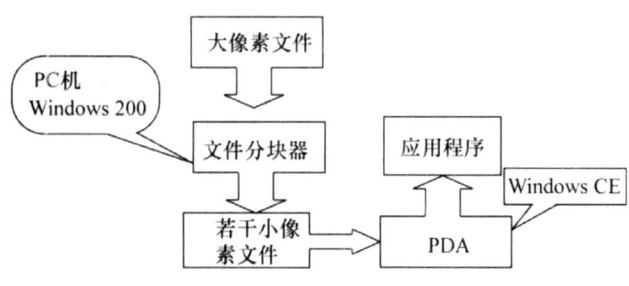 大像素文件
PC机
Windows 200
文件分块器
应用程序
Windows CE
若干小像
素文件
PDA